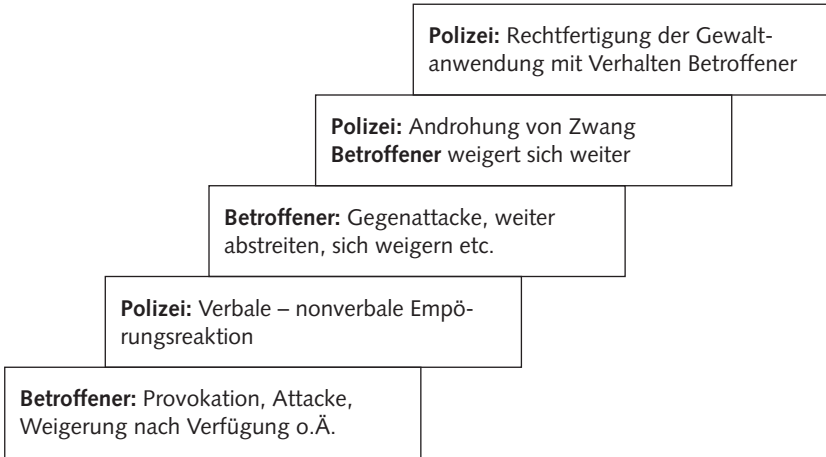 Polizei: Rechtfertigung der Gewalt-
anwendung mit Verhalten Betroffener
Polizei: Androhung von Zwang
Betroffener weigert sich weiter
Betroffener: Gegenattacke, weiter
abstreiten, sich weigern etc.
Polizei: Verbale – nonverbale Empö-
rungsreaktion
Betroffener: Provokation, Attacke,
Weigerung nach Verfügung o.Ä.